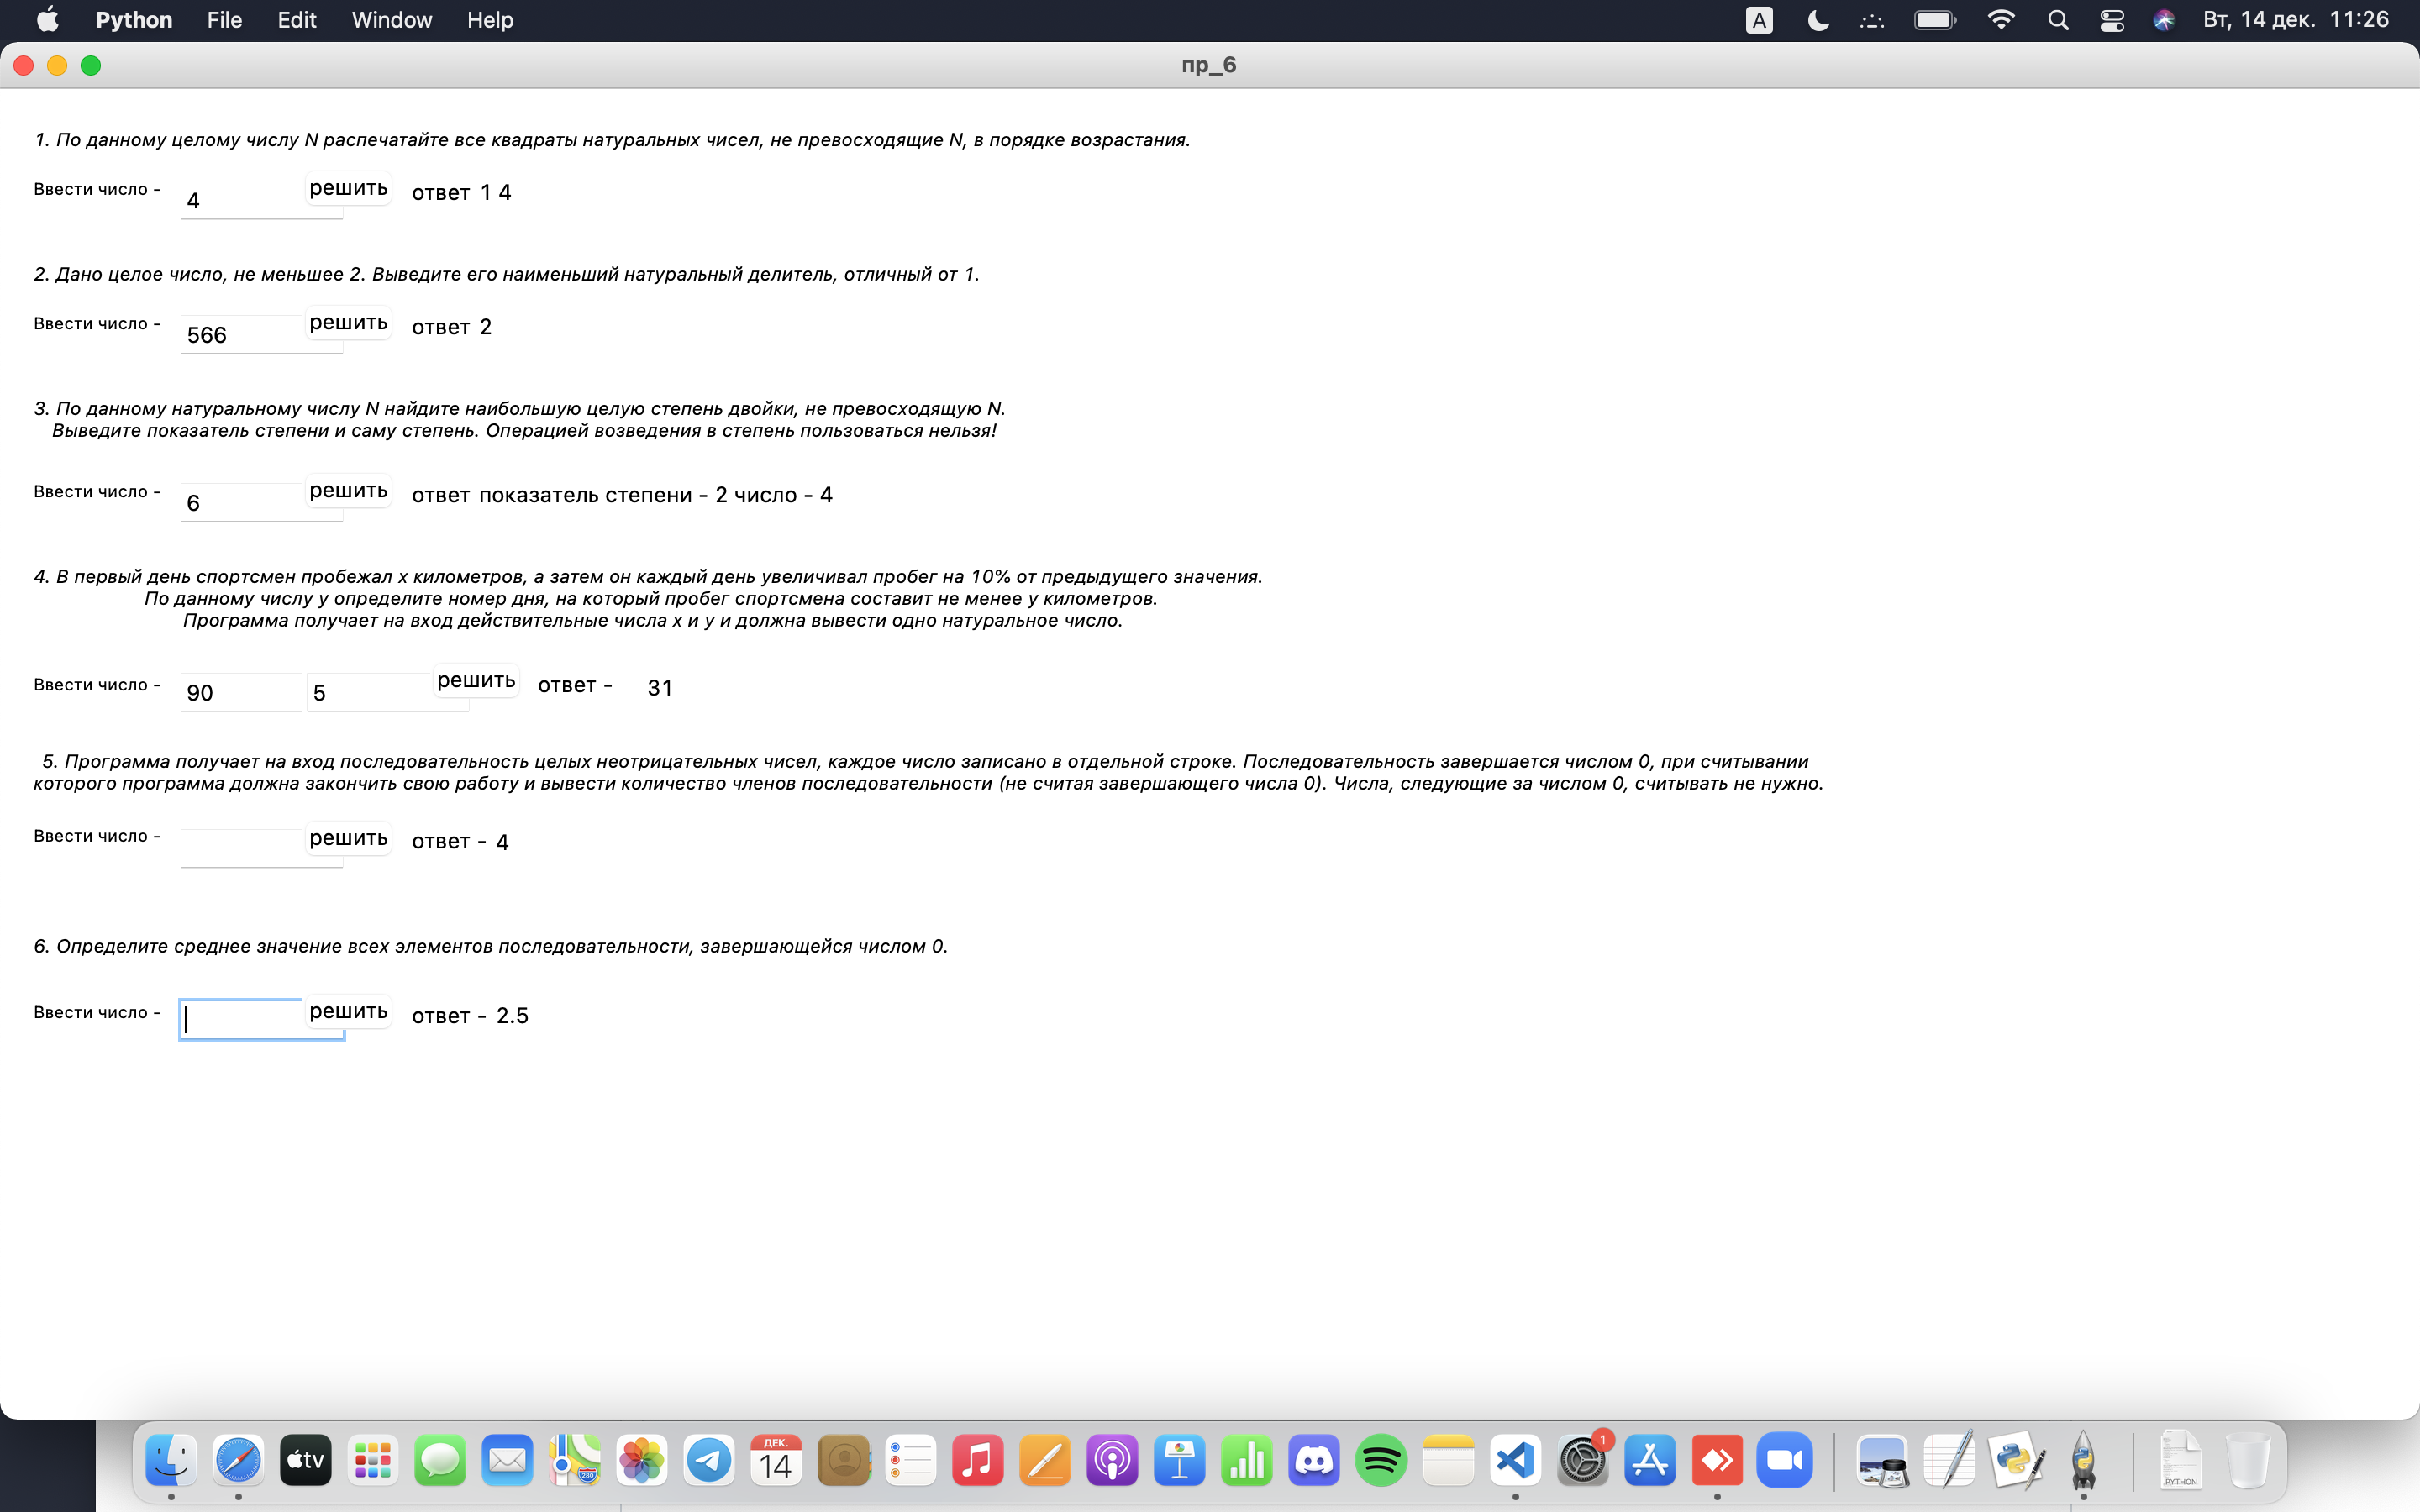 Python File Edit Window Help A Вт, 14 дек. 11:26
пр_6
1. По данному целому числу N распечатайте все квадраты натуральных чисел, не превосходящие N, в порядке возрастания.
Ввести число - 4 решить ответ 1 4
2. Дано целое число, не меньшее 2. Выведите его наименьший натуральный делитель, отличный от 1.
Ввести число - 566 решить ответ 2
3. По данному натуральному числу N найдите наибольшую целую степень двойки, не превосходящую N.
Выведите показатель степени и саму степень. Операцией возведения в степень пользоваться нельзя!
Ввести число - 6 решить ответ показатель степени - 2 число - 4
4. В первый день спортсмен пробежал x километров, а затем он каждый день увеличивал пробег на 10% от предыдущего значения.
По данному числу y определите номер дня, на который пробег спортсмена составит не менее y километров.
Программа получает на вход действительные числа x и y и должна вывести одно натуральное число.
Ввести число - 90 5 решить ответ - 31
5. Программа получает на вход последовательность целых неотрицательных чисел, каждое число записано в отдельной строке. Последовательность завершается числом 0, при считывании
которого программа должна закончить свою работу и вывести количество членов последовательности (не считая завершающего числа 0). Числа, следующие за числом 0, считывать не нужно.
Ввести число - решить ответ - 4
6. Определите среднее значение всех элементов последовательности, завершающейся числом 0.
Ввести число - решить ответ - 2.5
tv 280 ДЕК. 14 1 PYTHON